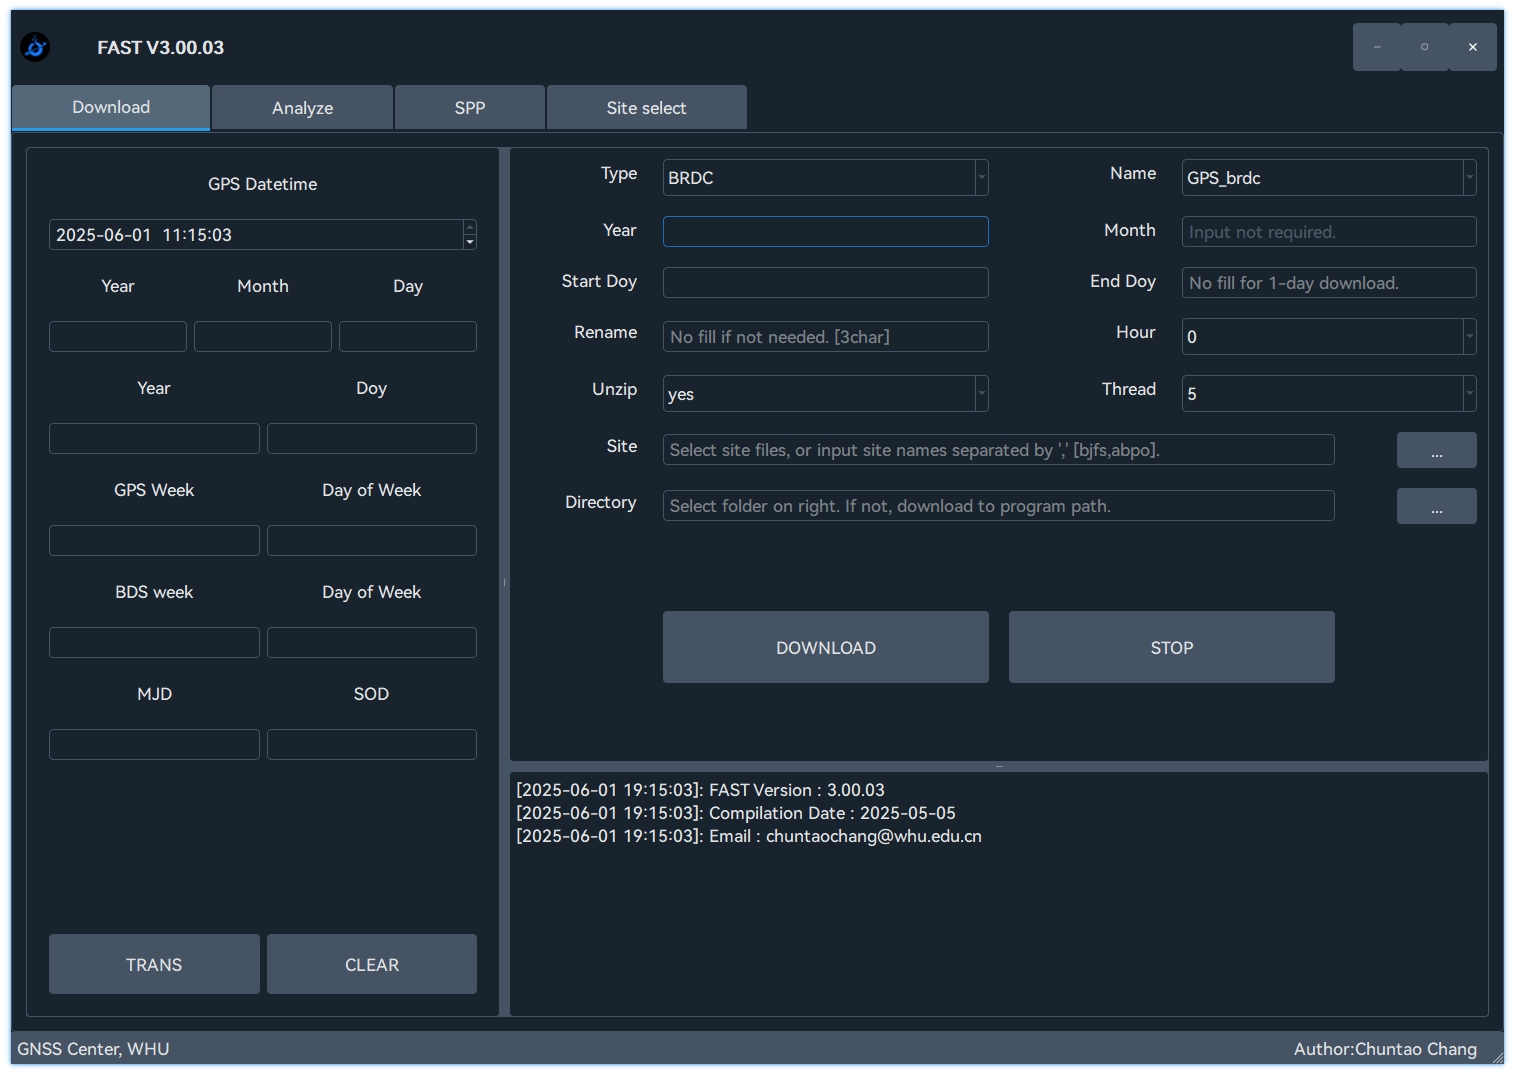 FAST V3.00.03
Download
Analyze
SPP
Site select
GPS Datetime
2025-06-01 11:15:03
Year
Month
Day
Year
Doy
GPS Week
Day of Week
BDS week
Day of Week
MJD
SOD
TRANS
CLEAR
Type
BRDC
Name
GPS_brdc
Year
Month
Input not required.
Start Doy
End Doy
No fill for 1-day download.
Rename
No fill if not needed. [3char]
Hour
0
Unzip
yes
Thread
5
Site
Select site files, or input site names separated by ',' [bjfs,abpo].
...
Directory
Select folder on right. If not, download to program path.
...
DOWNLOAD
STOP
[2025-06-01 19:15:03]: FAST Version : 3.00.03
[2025-06-01 19:15:03]: Compilation Date : 2025-05-05
[2025-06-01 19:15:03]: Email : chuntaochang@whu.edu.cn
GNSS Center, WHU
Author:Chuntao Chang